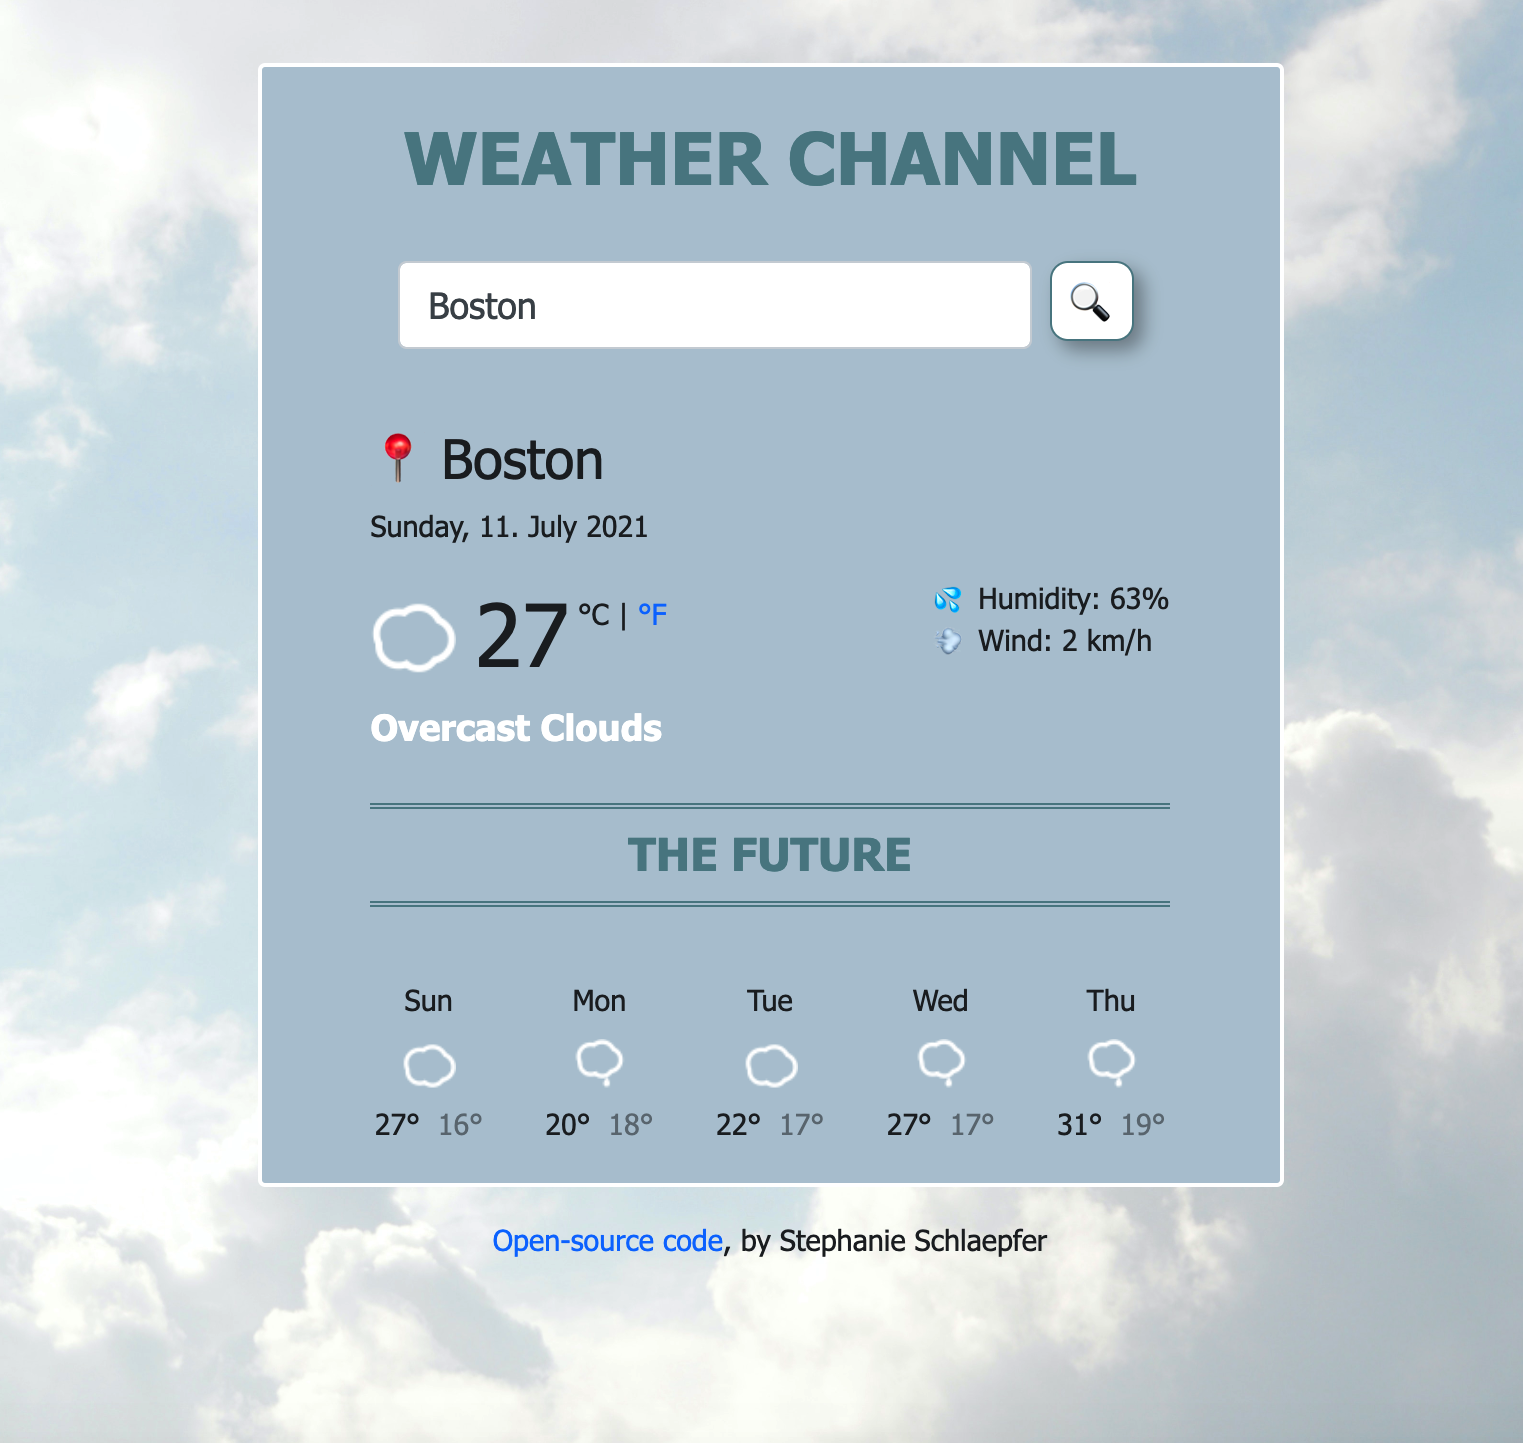 WEATHER CHANNEL
Boston
Boston
Sunday, 11. July 2021
27 °C | °F
Humidity: 63%
Wind: 2 km/h
Overcast Clouds
THE FUTURE
Sun Mon Tue Wed Thu
27° 16° 20° 18° 22° 17° 27° 17° 31° 19°
Open-source code, by Stephanie Schlaepfer